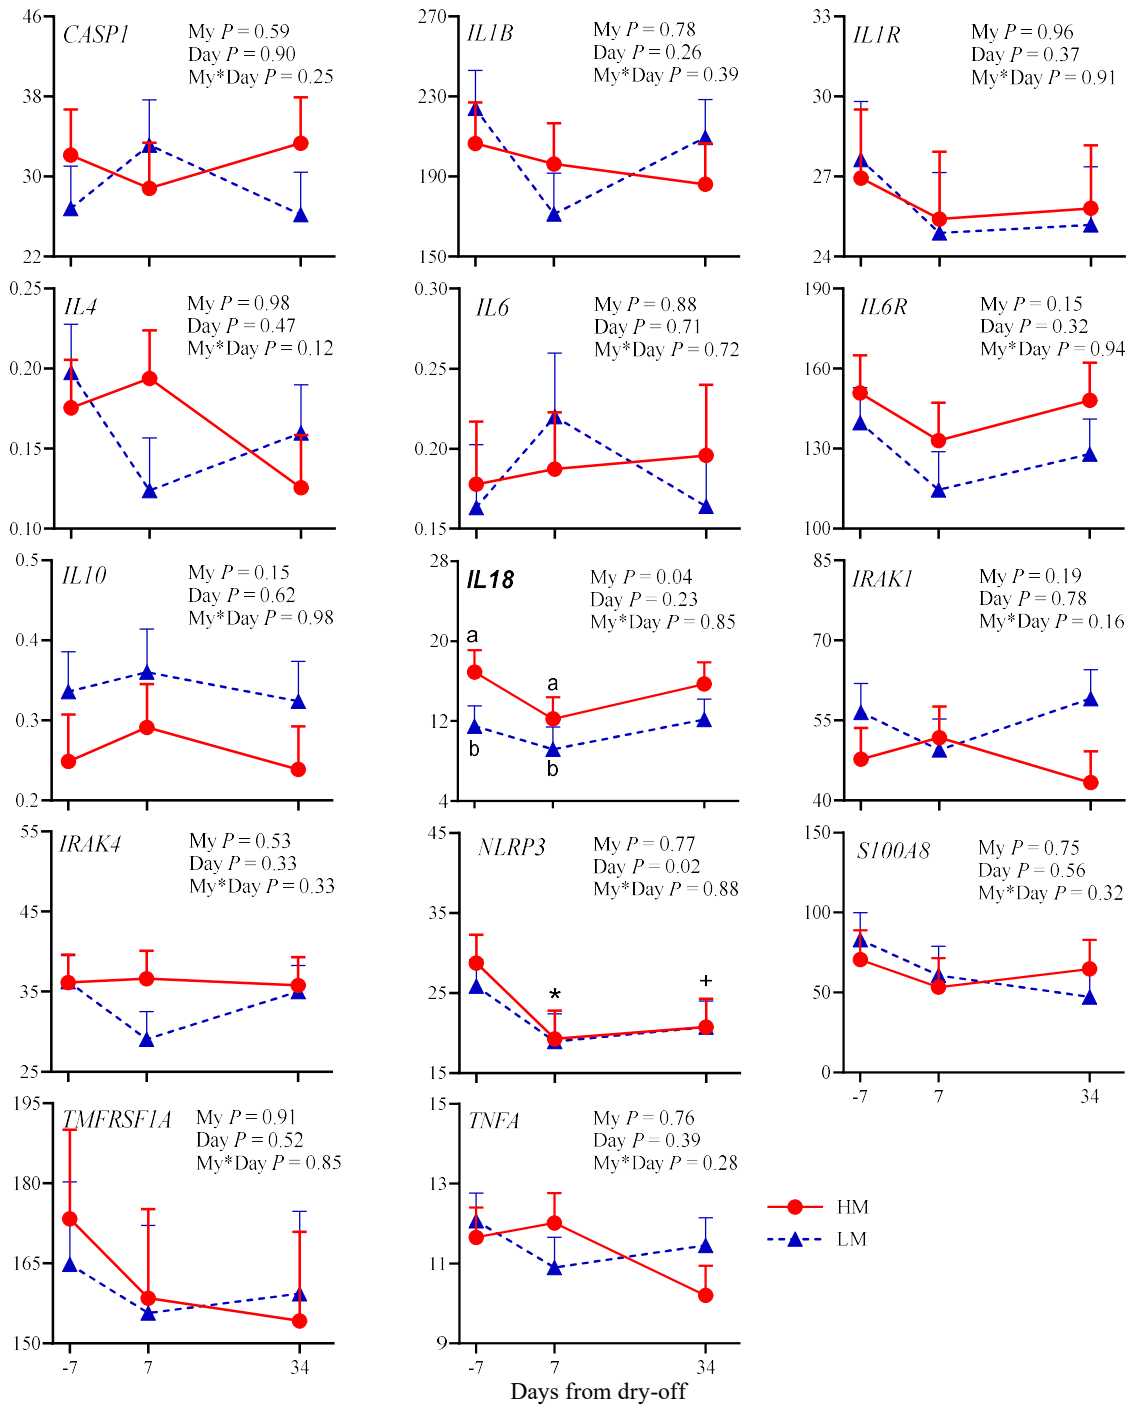 CASP1
My P = 0.59
Day P = 0.90
My*Day P = 0.25
46
38
30
22
IL1B
My P = 0.78
Day P = 0.26
My*Day P = 0.39
270
230
190
150
IL1R
My P = 0.96
Day P = 0.37
My*Day P = 0.91
33
30
27
24
IL4
My P = 0.98
Day P = 0.47
My*Day P = 0.12
0.25
0.20
0.15
0.10
IL6
My P = 0.88
Day P = 0.71
My*Day P = 0.72
0.30
0.25
0.20
0.15
IL6R
My P = 0.15
Day P = 0.32
My*Day P = 0.94
190
160
130
100
IL10
My P = 0.15
Day P = 0.62
My*Day P = 0.98
0.5
0.4
0.3
0.2
IL18
My P = 0.04
Day P = 0.23
My*Day P = 0.85
28
20
12
4
a
a
b
b
IRAK1
My P = 0.19
Day P = 0.78
My*Day P = 0.16
85
70
55
40
IRAK4
My P = 0.53
Day P = 0.33
My*Day P = 0.33
55
45
35
25
NLRP3
My P = 0.77
Day P = 0.02
My*Day P = 0.88
45
35
25
15
*
+
S100A8
My P = 0.75
Day P = 0.56
My*Day P = 0.32
150
100
50
0
-7 7 34
TMFRSF1A
My P = 0.91
Day P = 0.52
My*Day P = 0.85
195
180
165
150
-7 7 34
TNFA
My P = 0.76
Day P = 0.39
My*Day P = 0.28
15
13
11
9
-7 7 34
HM
LM
Days from dry-off